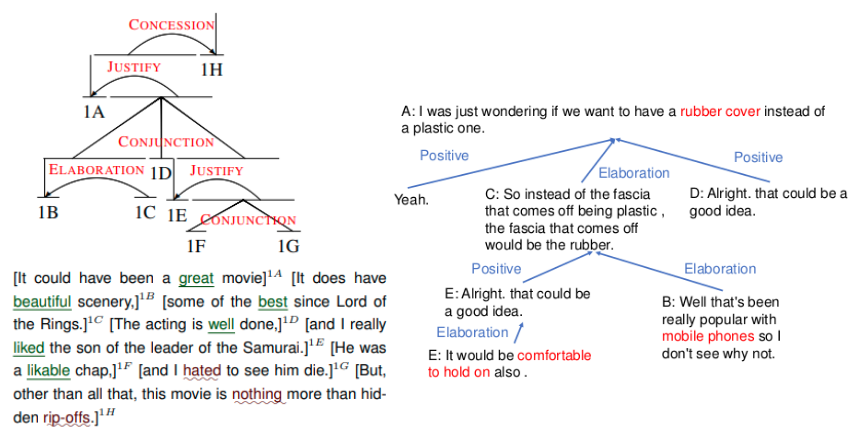 CONCESSION
1H
JUSTIFY
1A
CONJUNCTION
ELABORATION 1D JUSTIFY
1B 1C 1E
CONJUNCTION
1F 1G
[It could have been a great movie]1A [It does have
beautiful scenery,]1B [some of the best since Lord of
the Rings.]1C [The acting is well done,]1D [and I really
liked the son of the leader of the Samurai.]1E [He was
a likable chap,]1F [and I hated to see him die.]1G [But,
other than all that, this movie is nothing more than hid-
den rip-offs.]1H
A: I was just wondering if we want to have a rubber cover instead of
a plastic one.
Positive
Elaboration
Positive
Yeah.
C: So instead of the fascia
that comes off being plastic ,
the fascia that comes off
would be the rubber.
D: Alright. that could be a
good idea.
Positive
Elaboration
E: Alright. that could be
a good idea.
Elaboration
E: It would be comfortable
to hold on also .
B: Well that's been
really popular with
mobile phones so I
don't see why not.